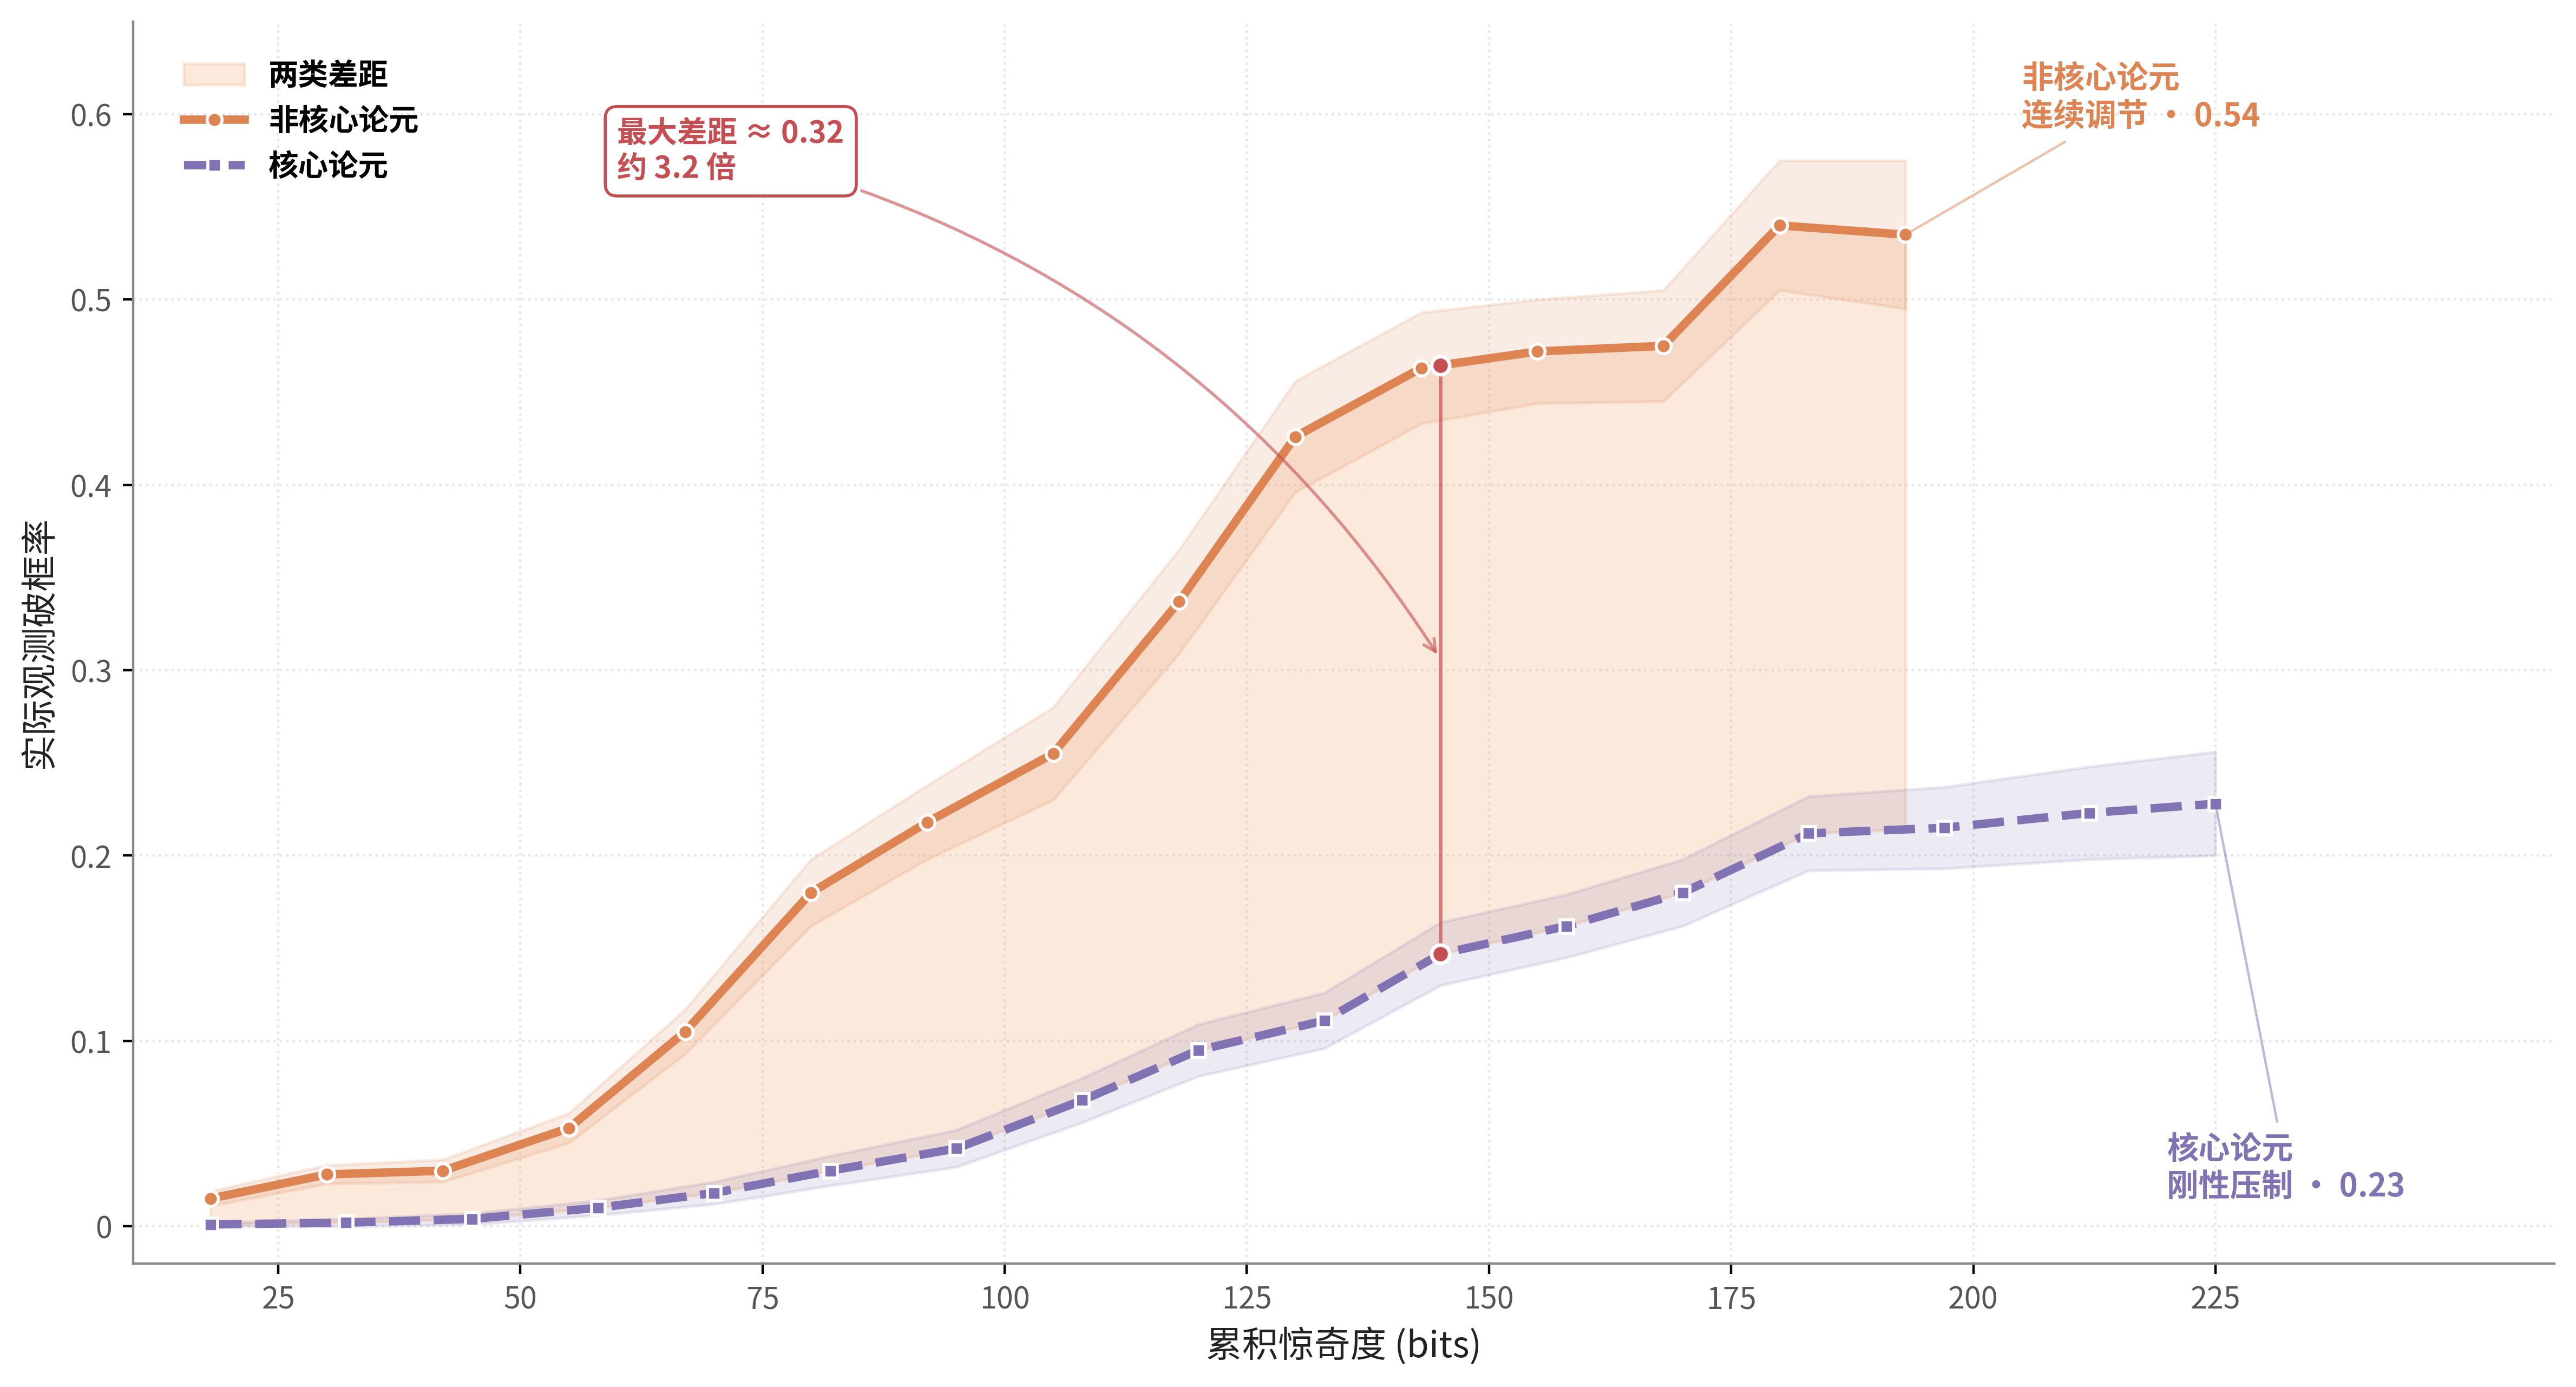 两类差距
非核心论元
核心论元
最大差距 ≈ 0.32
约 3.2 倍
非核心论元
连续调节 · 0.54
核心论元
刚性压制 · 0.23
实际观测破框率
0.6
0.5
0.4
0.3
0.2
0.1
0
25 50 75 100 125 150 175 200 225
累积惊奇度 (bits)